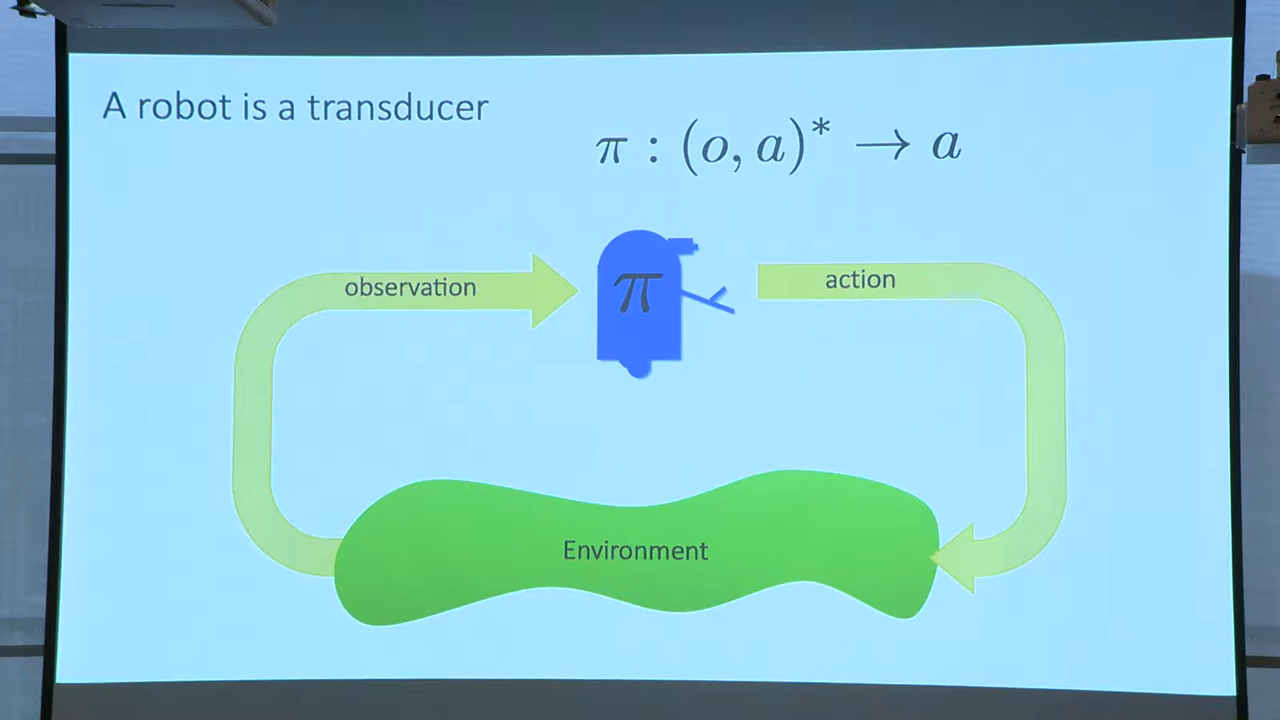 A robot is a transducer
π : (o, a)* → a
observation
π
action
Environment